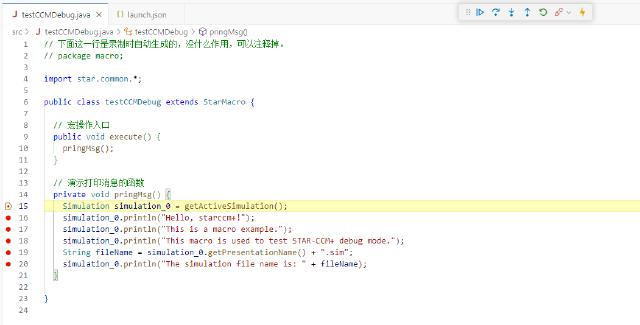 testCCMDebug.java
launch.json
src > testCCMDebug.java > testCCMDebug > pringMsg()
1 // 下面这一行是录制时自动生成的，没什么作用，可以注释掉。
2 // package macro;
3
4 import star.common.*;
5
6 public class testCCMDebug extends StarMacro {
7
8 // 宏操作入口
9 public void execute() {
10 pringMsg();
11 }
12
13 // 演示打印消息的函数
14 private void pringMsg() {
15 Simulation simulation_0 = getActiveSimulation();
16 simulation_0.println("Hello, starccm+!");
17 simulation_0.println("This is a macro example.");
18 simulation_0.println("This macro is used to test STAR-CCM+ debug mode.");
19 String fileName = simulation_0.getPresentationName() + ".sim";
20 simulation_0.println("The simulation file name is: " + fileName);
21 }
22
23 }
24